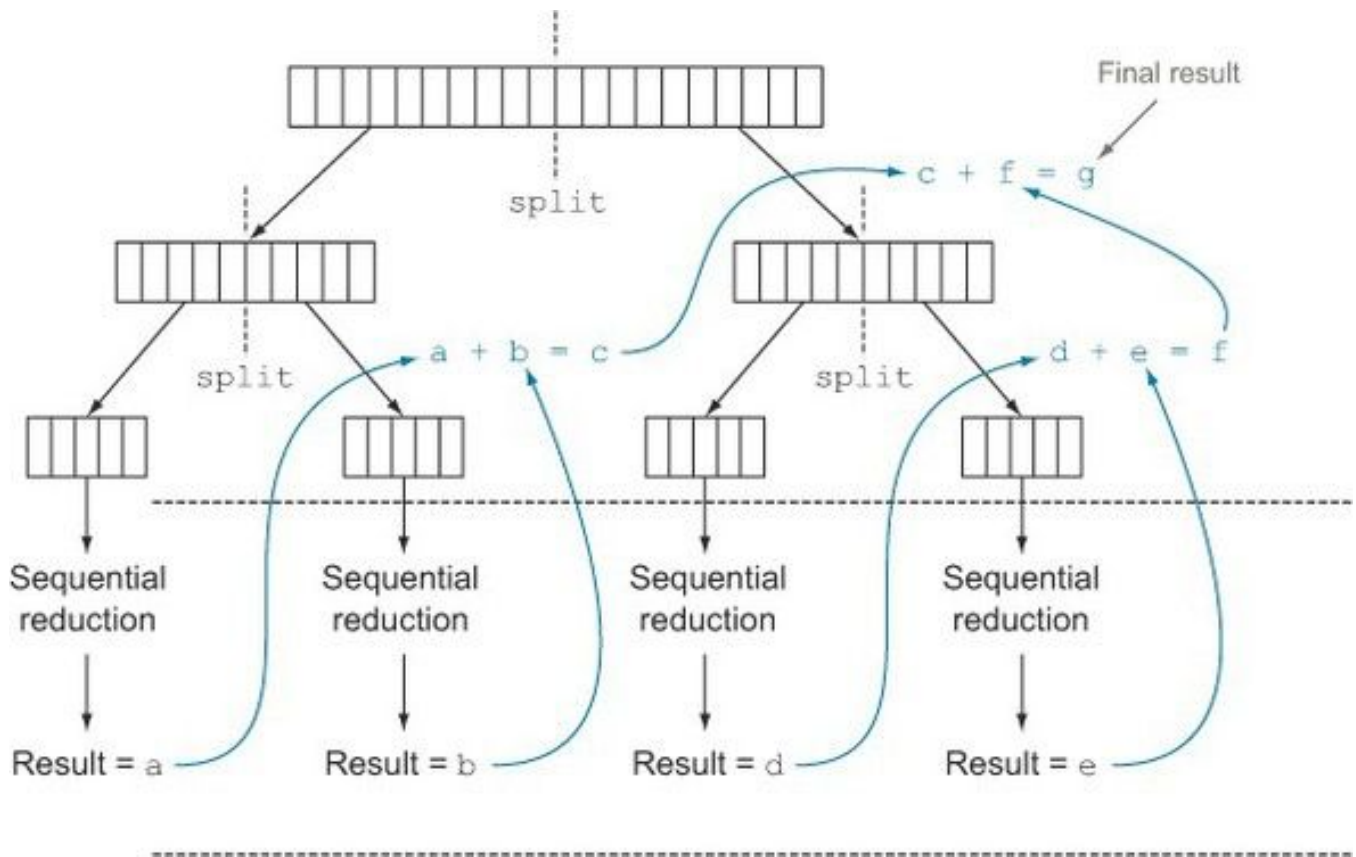 Final result
c + f = g
split
a + b = c
d + e = f
split
split
Sequential
reduction
Sequential
reduction
Sequential
reduction
Sequential
reduction
Result = a
Result = b
Result = d
Result = e